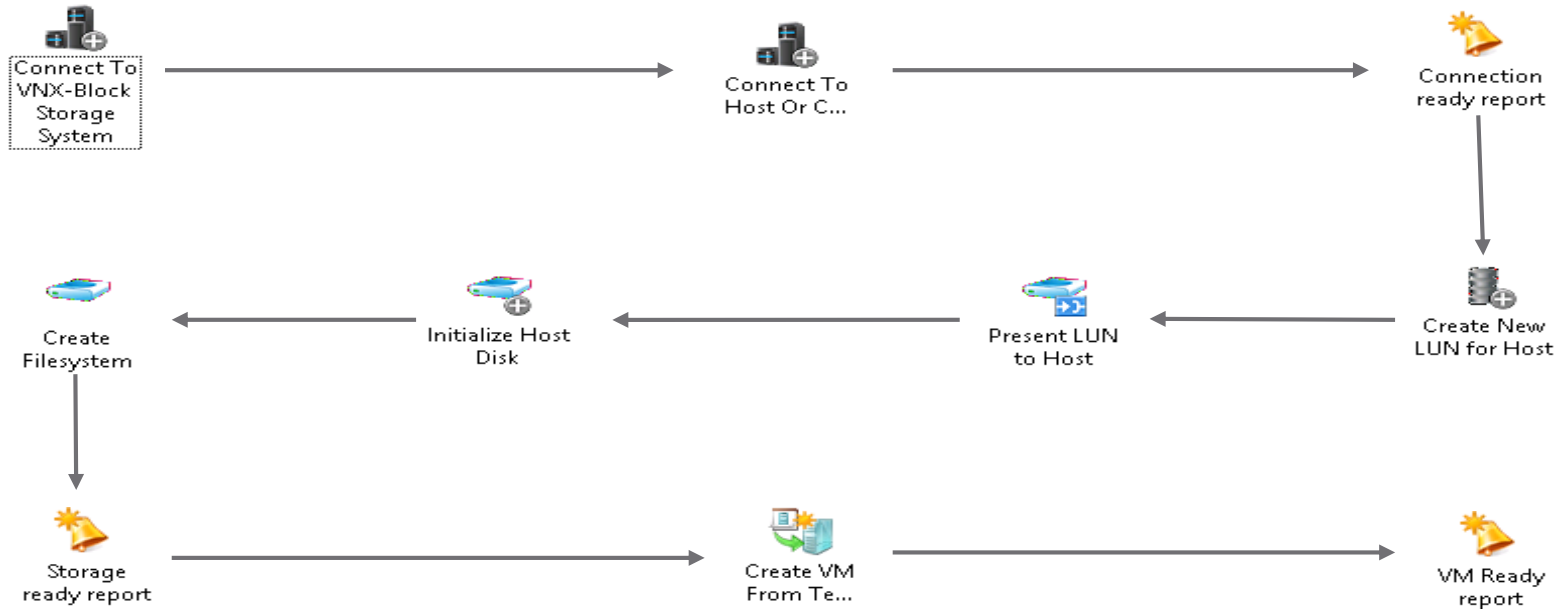 Connect To
VNX-Block
Storage
System
Connect To
Host Or C...
Connection
ready report
Create New
LUN for Host
Present LUN
to Host
Initialize Host
Disk
Create
Filesystem
Storage
ready report
Create VM
From Te...
VM Ready
report